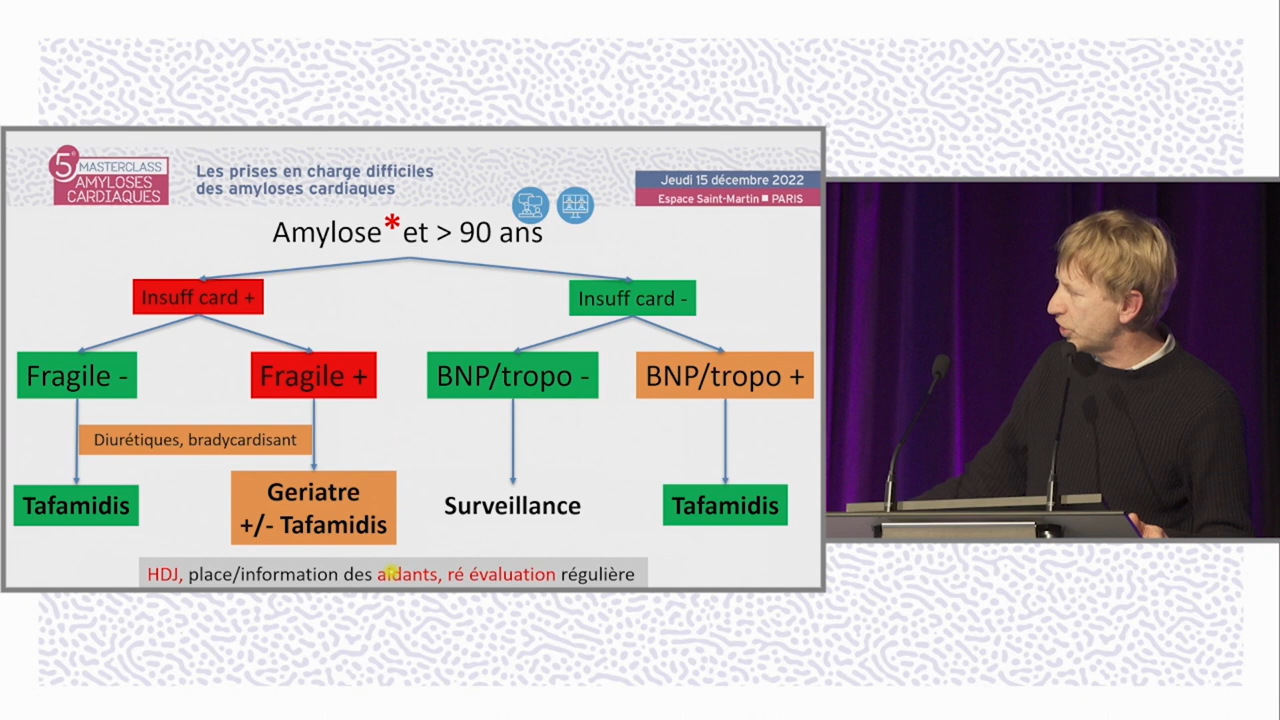 5e MASTERCLASS
AMYLOSES
CARDIAQUES
Les prises en charge difficiles
des amyloses cardiaques
Jeudi 15 décembre 2022
Espace Saint-Martin ■ PARIS
Amylose* et > 90 ans
Insuff card +
Insuff card -
Fragile -
Fragile +
BNP/tropo -
BNP/tropo +
Diurétiques, bradycardisant
Tafamidis
Geriatre
+/- Tafamidis
Surveillance
Tafamidis
HDJ, place/information des aidants, ré évaluation régulière